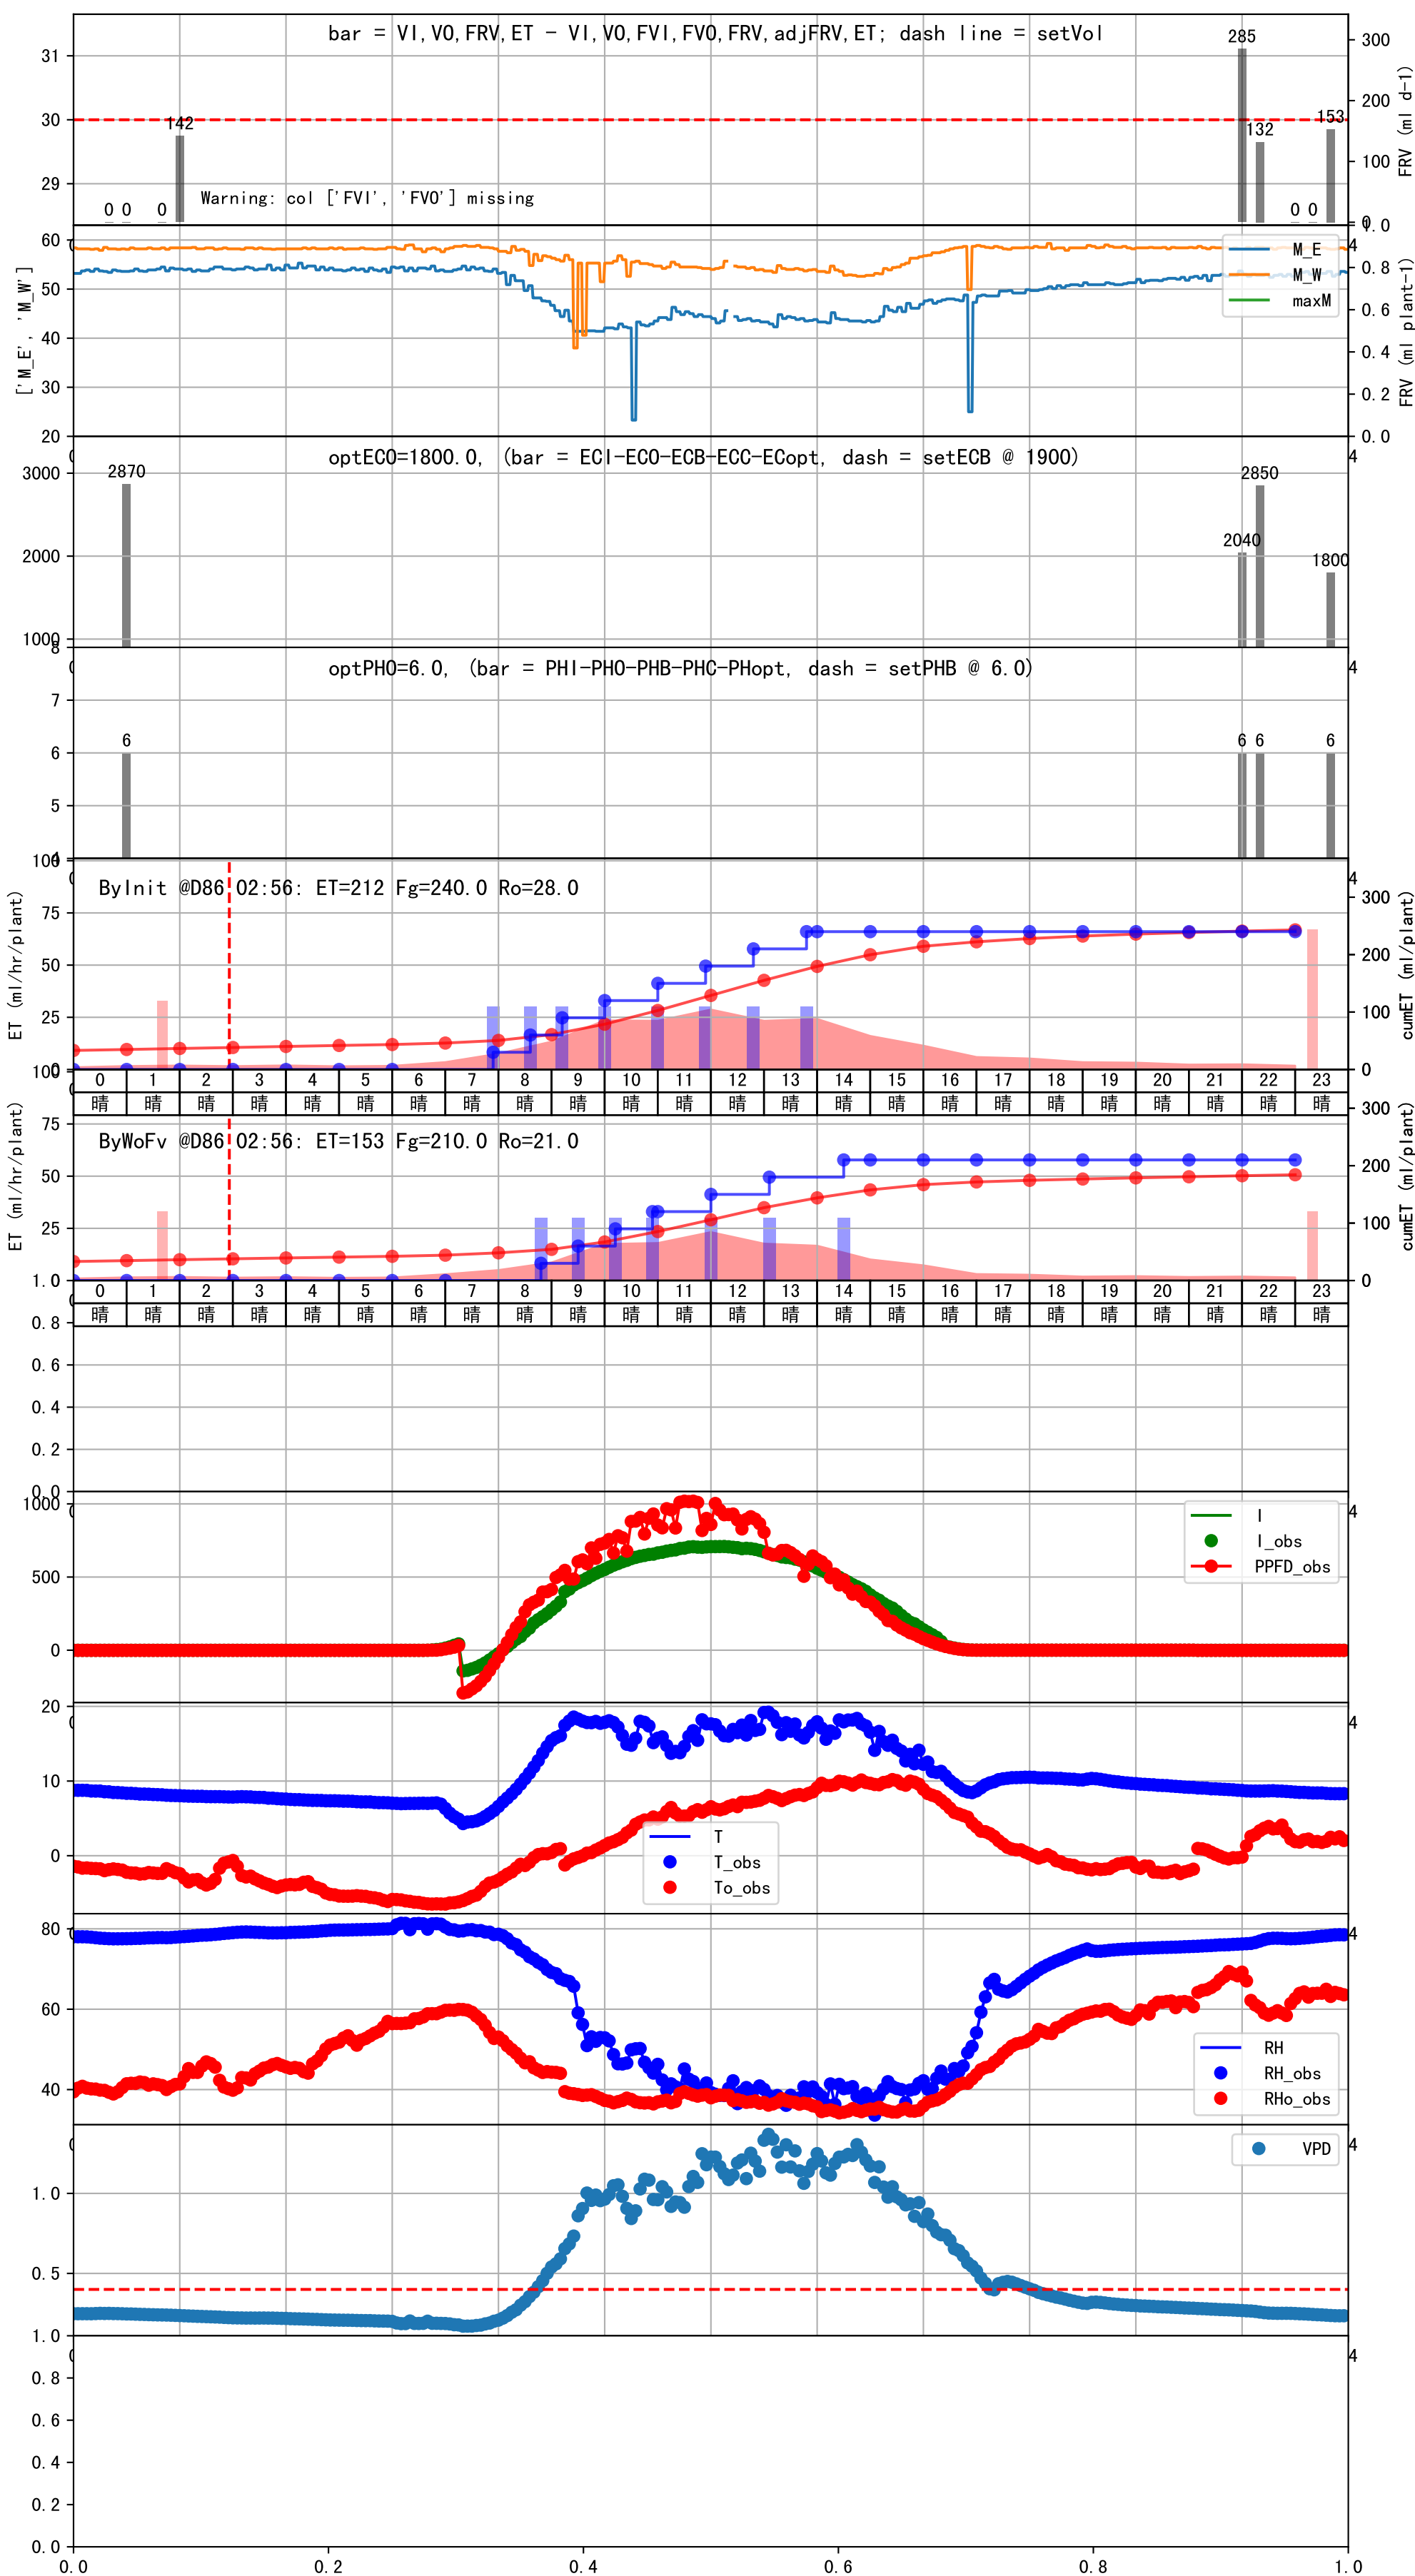 bar = VI,VO,FRV,ET - VI,VO,FVI,FVO,FRV,adjFRV,ET; dash line = setVol
31
30
29
300
200
100
0
FRV (ml d-1)
0 0 0 142
285 132 0 0 153
Warning: col ['FVI', 'FVO'] missing
60
50
40
30
20
['M_E', 'M_W']
1.0
0.8
0.6
0.4
0.2
0.0
FRV (ml plant-1)
M_E
M_W
maxM
optECO=1800.0, (bar = ECI-ECO-ECB-ECC-ECopt, dash = setECB @ 1900)
3000
2000
1000
2870
2040
2850
1800
optPHO=6.0, (bar = PHI-PHO-PHB-PHC-PHopt, dash = setPHB @ 6.0)
8
7
6
5
4
6 6 6 6
ByInit @D86 02:56: ET=212 Fg=240.0 Ro=28.0
100
75
50
25
0
ET (ml/hr/plant)
300
200
100
0
cumET (ml/plant)
0 1 2 3 4 5 6 7 8 9 10 11 12 13 14 15 16 17 18 19 20 21 22 23
晴 晴 晴 晴 晴 晴 晴 晴 晴 晴 晴 晴 晴 晴 晴 晴 晴 晴 晴 晴 晴 晴 晴 晴
ByWoFv @D86 02:56: ET=153 Fg=210.0 Ro=21.0
100
75
50
25
ET (ml/hr/plant)
300
200
100
0
cumET (ml/plant)
0 1 2 3 4 5 6 7 8 9 10 11 12 13 14 15 16 17 18 19 20 21 22 23
晴 晴 晴 晴 晴 晴 晴 晴 晴 晴 晴 晴 晴 晴 晴 晴 晴 晴 晴 晴 晴 晴 晴 晴
1.0
0.8
0.6
0.4
0.2
0.0
1000
500
0
I
I_obs
PPFD_obs
20
10
0
T
T_obs
To_obs
80
60
40
RH
RH_obs
RHo_obs
1.0
0.5
VPD
1.0
0.8
0.6
0.4
0.2
0.0
0.0 0.2 0.4 0.6 0.8 1.0